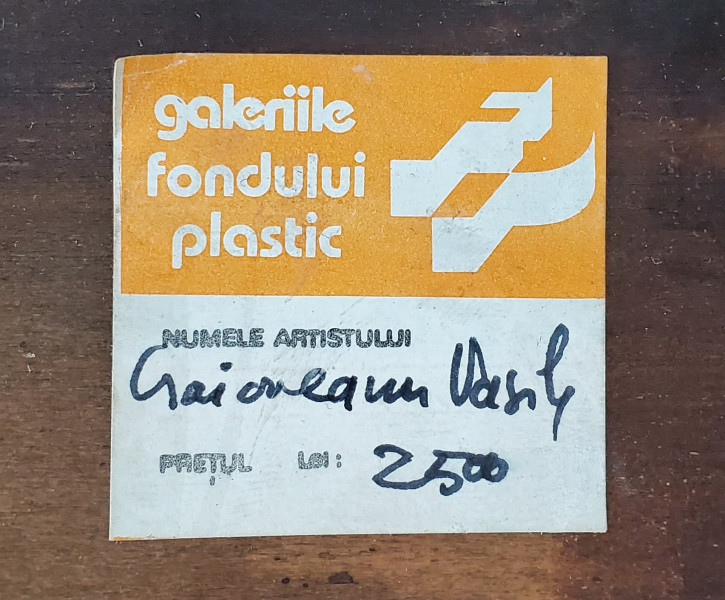 galeriile
fondului
plastic
NUMELE ARTISTULUI
Craioveanu Vasile
PREȚUL LEI: 2500